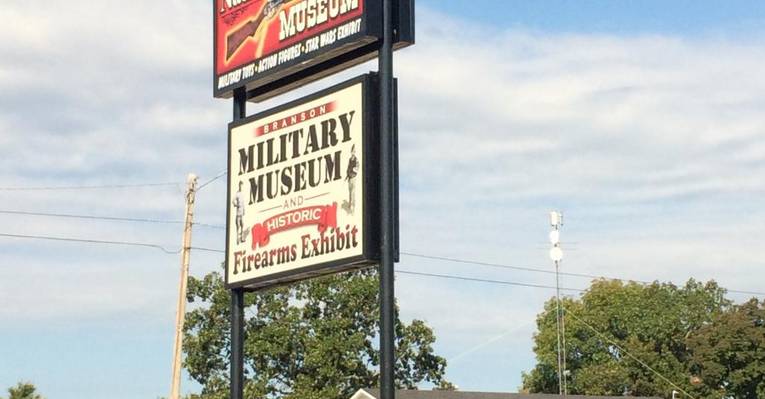 MUSEUM
MILITARY TOYS • ACTION FIGURES • STAR WARS EXHIBIT
BRANSON
MILITARY
MUSEUM
AND
HISTORIC
Firearms Exhibit